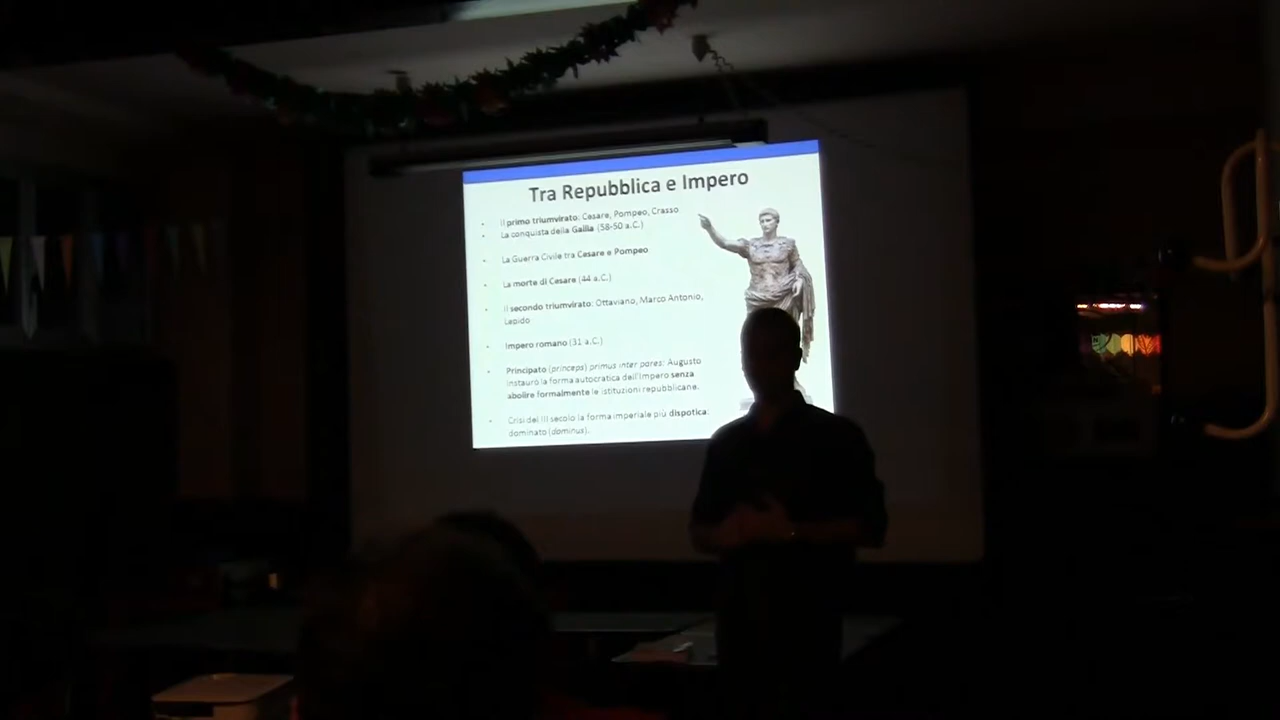 Tra Repubblica e Impero
Il primo triumvirato: Cesare, Pompeo, Crasso
La conquista della Gallia (58-50 a.C.)
La Guerra Civile tra Cesare e Pompeo
La morte di Cesare (44 a.C.)
Il secondo triumvirato: Ottaviano, Marco Antonio,
Lepido
Impero romano (31 a.C.)
Principato (princeps) primus inter pares: Augusto
instaurò la forma autocratica dell'Impero senza
abolire formalmente le istituzioni repubblicane.
Crisi del III secolo la forma imperiale più dispotica:
dominato (dominus).